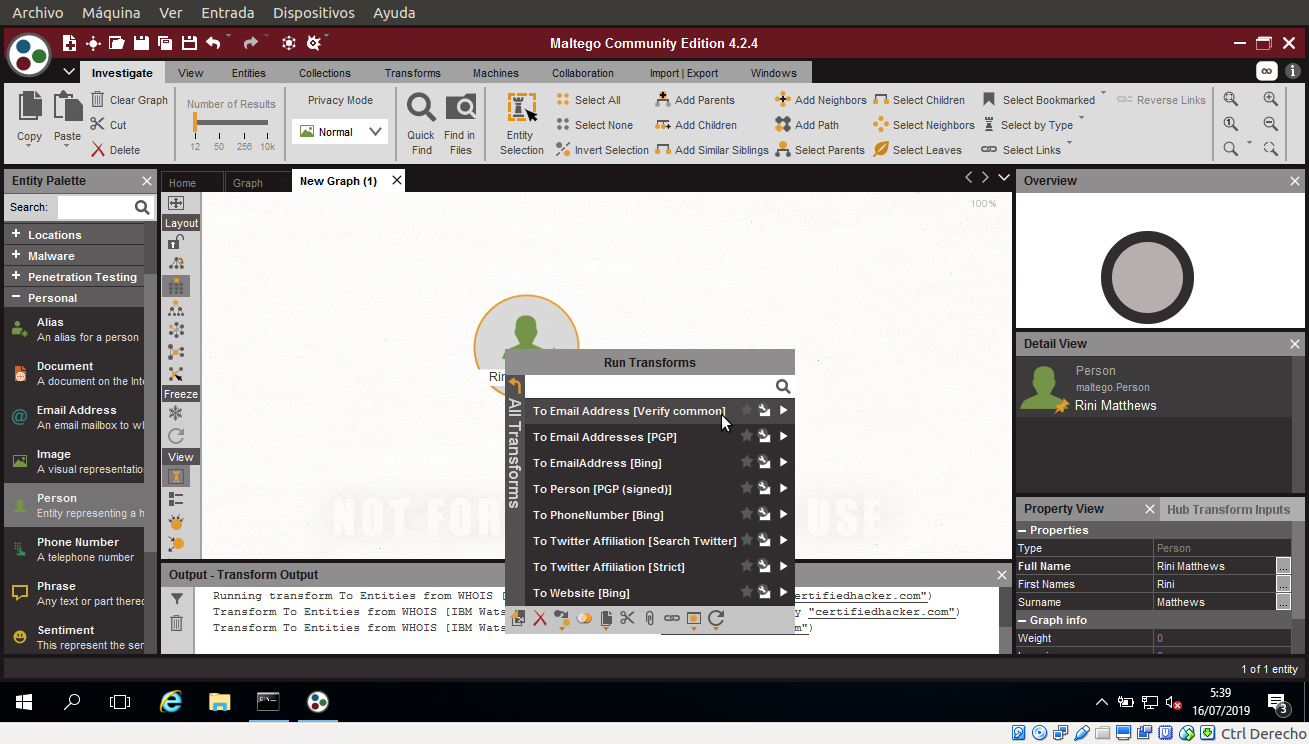 Archivo Máquina Ver Entrada Dispositivos Ayuda
Maltego Community Edition 4.2.4
Investigate View Entities Collections Transforms Machines Collaboration Import | Export Windows
Copy
Paste
Clear Graph
Cut
Delete
Number of Results
12 50 256 10k
Privacy Mode
Normal
Quick Find
Find in Files
Entity Selection
Select All
Select None
Invert Selection
Add Parents
Add Children
Add Similar Siblings
Add Neighbors
Add Path
Select Parents
Select Children
Select Neighbors
Select Leaves
Select Bookmarked
Select by Type
Select Links
Reverse Links
Entity Palette
Search:
Locations
Malware
Penetration Testing
Personal
Alias
An alias for a person
Document
A document on the Inte
Email Address
An email mailbox to wh
Image
A visual representatio
Person
Entity representing a h
Phone Number
A telephone number
Phrase
Any text or part thereo
Sentiment
This represent the sen
Home Graph New Graph (1)
Layout
Freeze
View
100%
Rin
NOT FOR
USE
Run Transforms
All Transforms
To Email Address [Verify common]
To Email Addresses [PGP]
To EmailAddress [Bing]
To Person [PGP (signed)]
To PhoneNumber [Bing]
To Twitter Affiliation [Search Twitter]
To Twitter Affiliation [Strict]
To Website [Bing]
Output - Transform Output
Running transform To Entities from WHOIS [ ertifiedhacker.com")
Transform To Entities from WHOIS [IBM Wats y "certifiedhacker.com")
Transform To Entities from WHOIS [IBM Wats m")
Overview
Detail View
Person
maltego.Person
Rini Matthews
Property View Hub Transform Inputs
Properties
Type Person
Full Name Rini Matthews
First Names Rini
Surname Matthews
Graph info
Weight 0
1 of 1 entity
5:39
16/07/2019
3
Ctrl Derecho